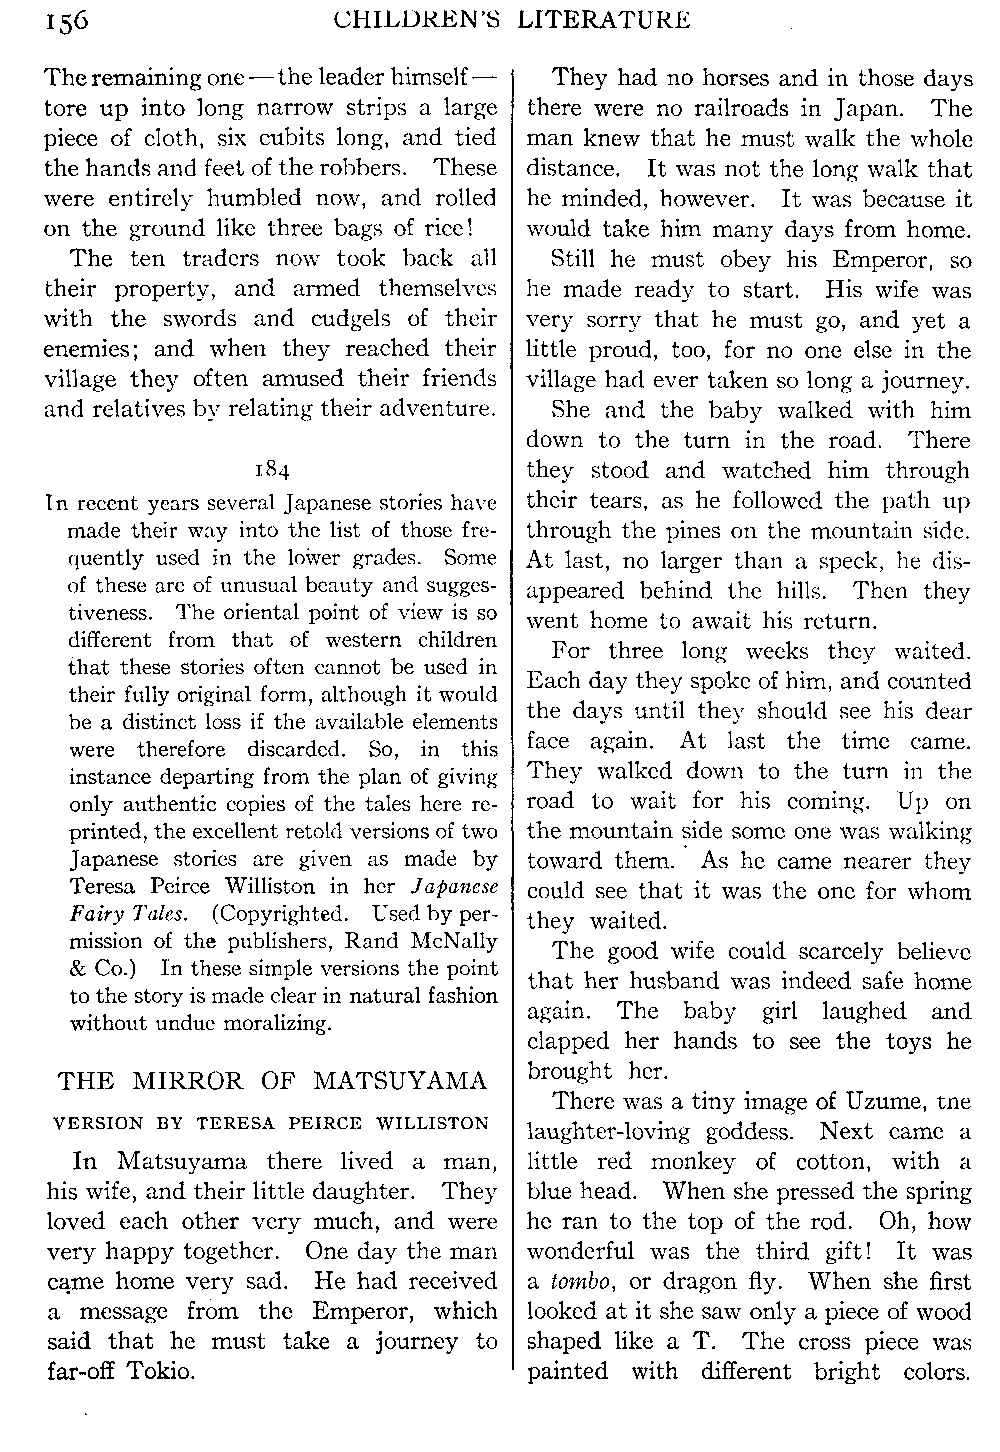 156
CHILDREN'S LITERATURE
The remaining one—the leader himself—
tore up into long narrow strips a large
piece of cloth, six cubits long, and tied
the hands and feet of the robbers. These
were entirely humbled now, and rolled
on the ground like three bags of rice!
The ten traders now took back all
their property, and armed themselves
with the swords and cudgels of their
enemies; and when they reached their
village they often amused their friends
and relatives by relating their adventure.
184
In recent years several Japanese stories have
made their way into the list of those fre-
quently used in the lower grades. Some
of these are of unusual beauty and sugges-
tiveness. The oriental point of view is so
different from that of western children
that these stories often cannot be used in
their fully original form, although it would
be a distinct loss if the available elements
were therefore discarded. So, in this
instance departing from the plan of giving
only authentic copies of the tales here re-
printed, the excellent retold versions of two
Japanese stories are given as made by
Teresa Peirce Williston in her Japanese
Fairy Tales. (Copyrighted. Used by per-
mission of the publishers, Rand McNally
& Co.) In these simple versions the point
to the story is made clear in natural fashion
without undue moralizing.
THE MIRROR OF MATSUYAMA
VERSION BY TERESA PEIRCE WILLISTON
In Matsuyama there lived a man,
his wife, and their little daughter. They
loved each other very much, and were
very happy together. One day the man
came home very sad. He had received
a message from the Emperor, which
said that he must take a journey to
far-off Tokio.
They had no horses and in those days
there were no railroads in Japan. The
man knew that he must walk the whole
distance. It was not the long walk that
he minded, however. It was because it
would take him many days from home.
Still he must obey his Emperor, so
he made ready to start. His wife was
very sorry that he must go, and yet a
little proud, too, for no one else in the
village had ever taken so long a journey.
She and the baby walked with him
down to the turn in the road. There
they stood and watched him through
their tears, as he followed the path up
through the pines on the mountain side.
At last, no larger than a speck, he dis-
appeared behind the hills. Then they
went home to await his return.
For three long weeks they waited.
Each day they spoke of him, and counted
the days until they should see his dear
face again. At last the time came.
They walked down to the turn in the
road to wait for his coming. Up on
the mountain side some one was walking
toward them. As he came nearer they
could see that it was the one for whom
they waited.
The good wife could scarcely believe
that her husband was indeed safe home
again. The baby girl laughed and
clapped her hands to see the toys he
brought her.
There was a tiny image of Uzume, the
laughter-loving goddess. Next came a
little red monkey of cotton, with a
blue head. When she pressed the spring
he ran to the top of the rod. Oh, how
wonderful was the third gift! It was
a tombo, or dragon fly. When she first
looked at it she saw only a piece of wood
shaped like a T. The cross piece was
painted with different bright colors.